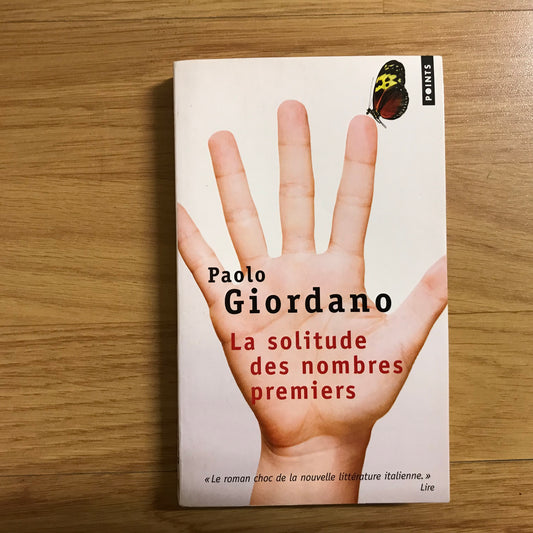 POINTS
Paolo
Giordano
La solitude
des nombres
premiers
« Le roman choc de la nouvelle littérature italienne. »
Lire